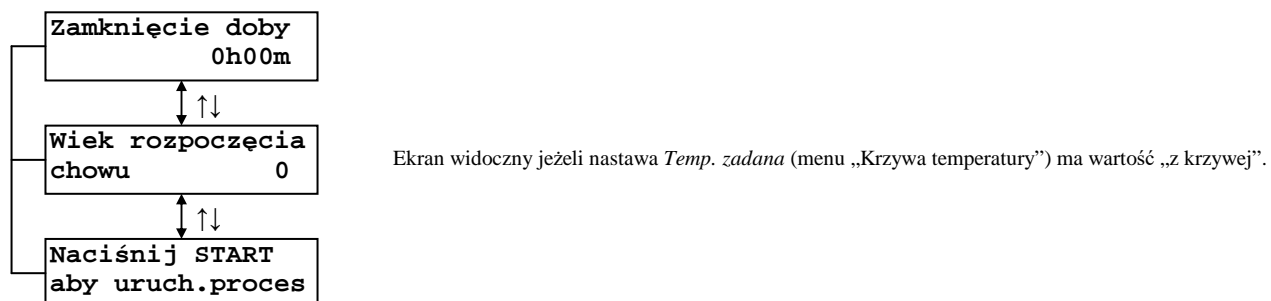 Zamknięcie doby
0h00m
↑↓
Wiek rozpoczęcia
chowu 0
Ekran widoczny jeżeli nastawa Temp. zadana (menu „Krzywa temperatury”) ma wartość „z krzywej”.
↑↓
Naciśnij START
aby uruch.proces